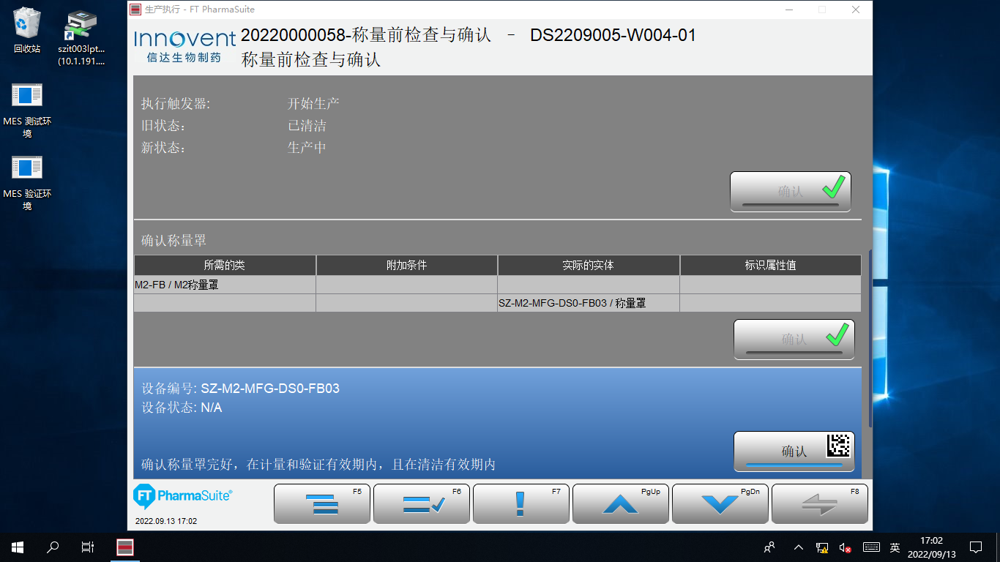 回收站
szit003lpt...
(10.1.191....
MES 测试环
境
MES 验证环
境
生产执行 - FT PharmaSuite
Innovent
信达生物制药
20220000058-称量前检查与确认 - DS2209005-W004-01
称量前检查与确认
执行触发器: 开始生产
旧状态: 已清洁
新状态: 生产中
确认
确认称量罩
所需的类 附加条件 实际的实体 标识属性值
M2-FB / M2称量罩
SZ-M2-MFG-DS0-FB03 / 称量罩
确认
设备编号: SZ-M2-MFG-DS0-FB03
设备状态: N/A
确认
确认称量罩完好，在计量和验证有效期内，且在清洁有效期内
FT PharmaSuite®
2022.09.13 17:02
F5 F6 F7 PgUp PgDn F8
英
17:02
2022/09/13